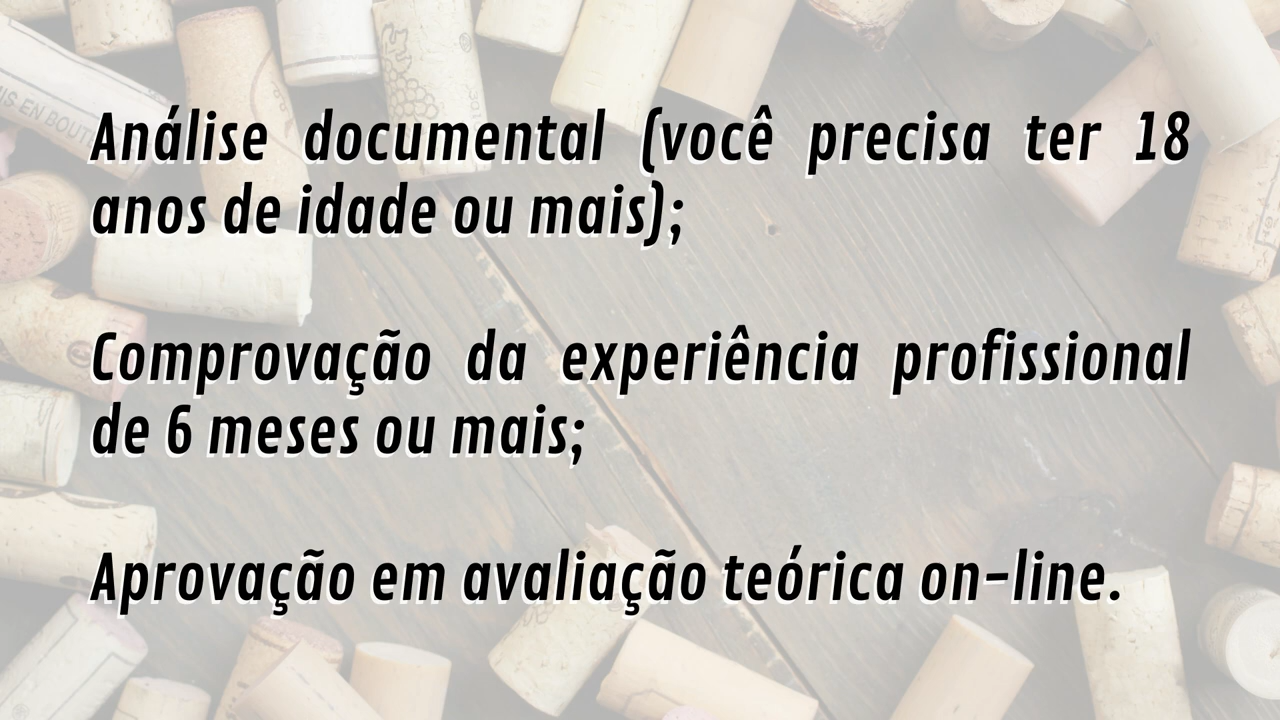 Análise documental (você precisa ter 18
anos de idade ou mais);
Comprovação da experiência profissional
de 6 meses ou mais;
Aprovação em avaliação teórica on-line.